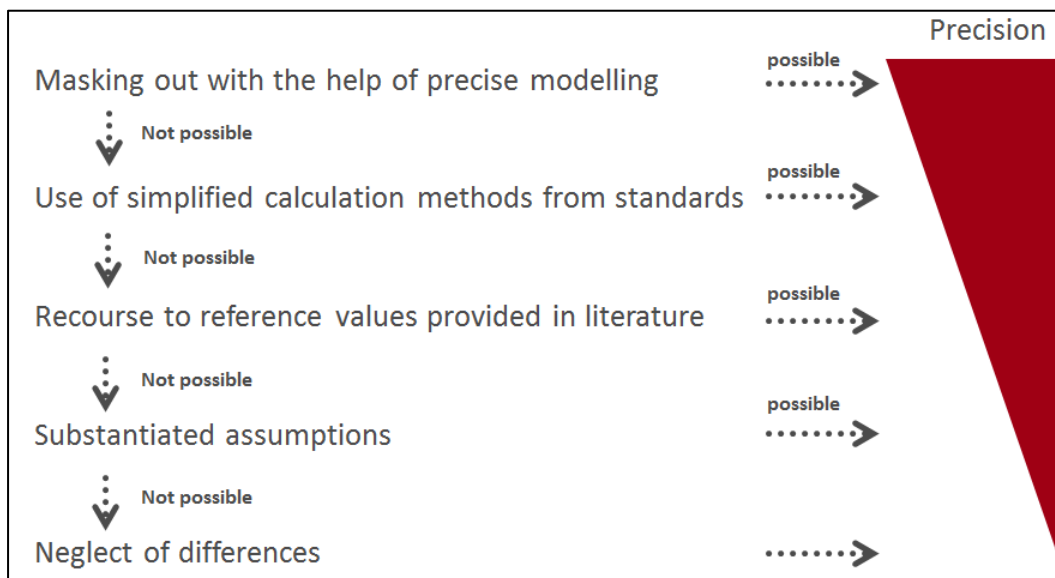 Precision
possible
Masking out with the help of precise modelling
Not possible
possible
Use of simplified calculation methods from standards
Not possible
possible
Recourse to reference values provided in literature
Not possible
possible
Substantiated assumptions
Not possible
Neglect of differences